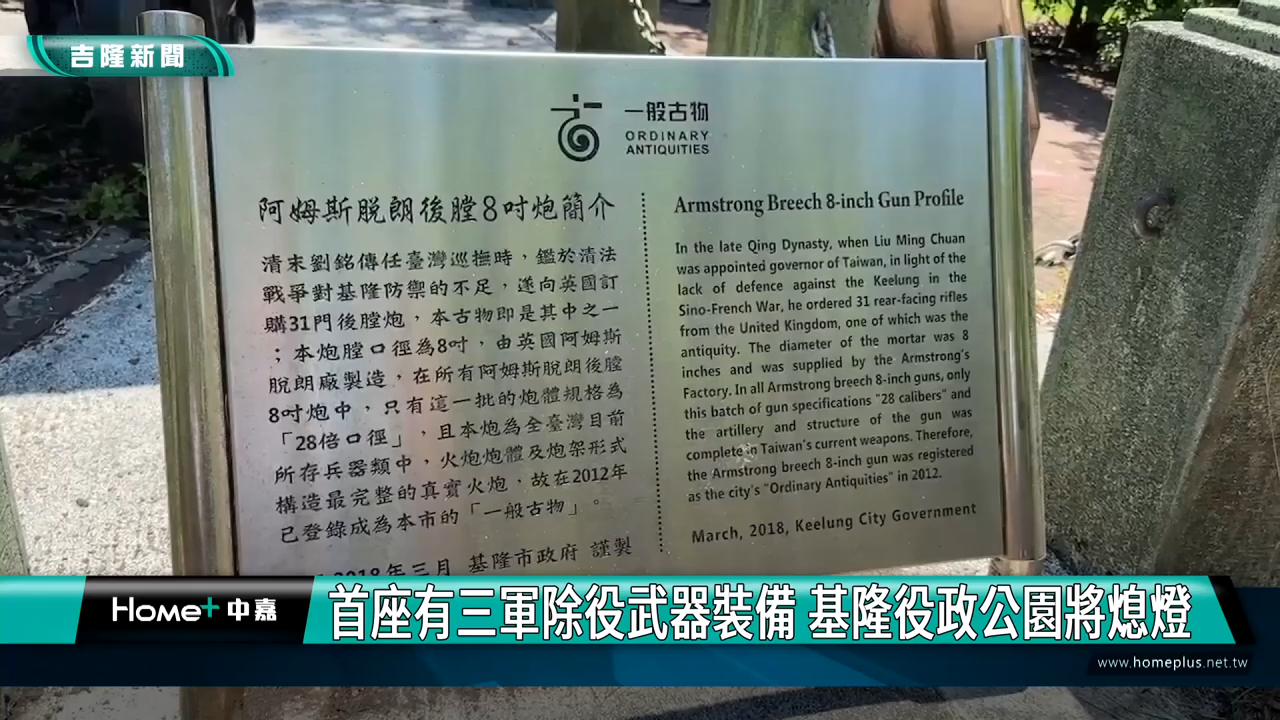 吉隆新聞
一般古物
ORDINARY
ANTIQUITIES
阿姆斯脫朗後膛8吋炮簡介
清末劉銘傳任臺灣巡撫時，鑑於清法
戰爭對基隆防禦的不足，遂向英國訂
購31門後膛炮，本古物即是其中之一
；本炮膛口徑為8吋，由英國阿姆斯
脫朗廠製造，在所有阿姆斯脫朗後膛
8吋炮中，只有這一批的炮體規格為
「28倍口徑」，且本炮為全臺灣目前
所存兵器類中，火炮炮體及炮架形式
構造最完整的真實火炮，故在2012年
已登錄成為本市的「一般古物」。
2018年三月 基隆市政府 謹製
Armstrong Breech 8-inch Gun Profile
In the late Qing Dynasty, when Liu Ming Chuan
was appointed governor of Taiwan, in light of the
lack of defence against the Keelung in the
Sino-French War, he ordered 31 rear-facing rifles
from the United Kingdom, one of which was the
antiquity. The diameter of the mortar was 8
inches and was supplied by the Armstrong's
Factory. In all Armstrong breech 8-inch guns, only
this batch of gun specifications "28 calibers" and
the artillery and structure of the gun was
complete in Taiwan's current weapons. Therefore,
the Armstrong breech 8-inch gun was registered
as the city's "Ordinary Antiquities" in 2012.
March, 2018, Keelung City Government
Home+ 中嘉
首座有三軍除役武器裝備 基隆役政公園將熄燈
www.homeplus.net.tw